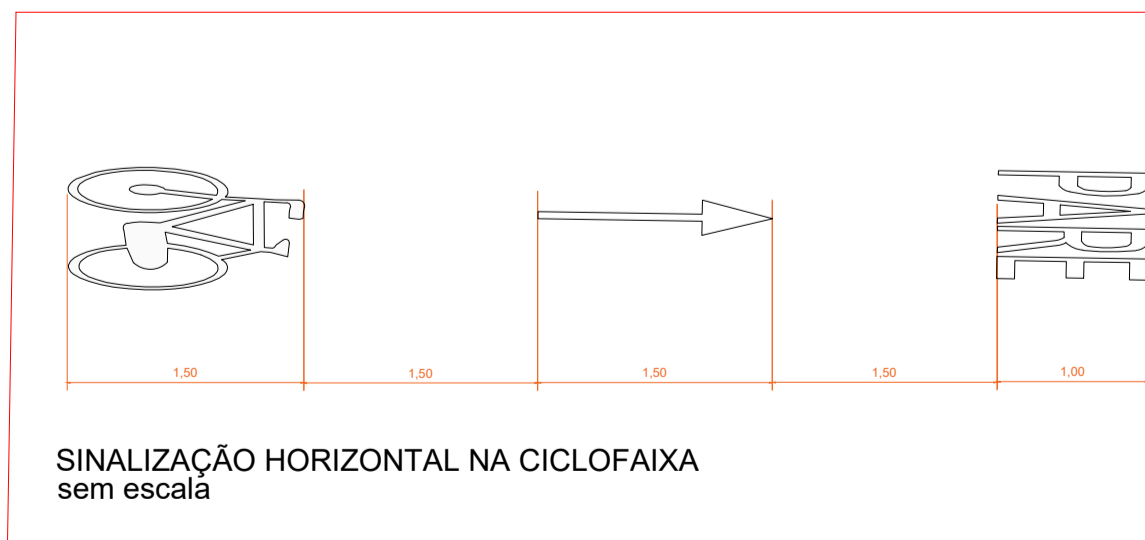 PARE
1,50
1,50
1,50
1,50
1,00
SINALIZAÇÃO HORIZONTAL NA CICLOFAIXA
sem escala